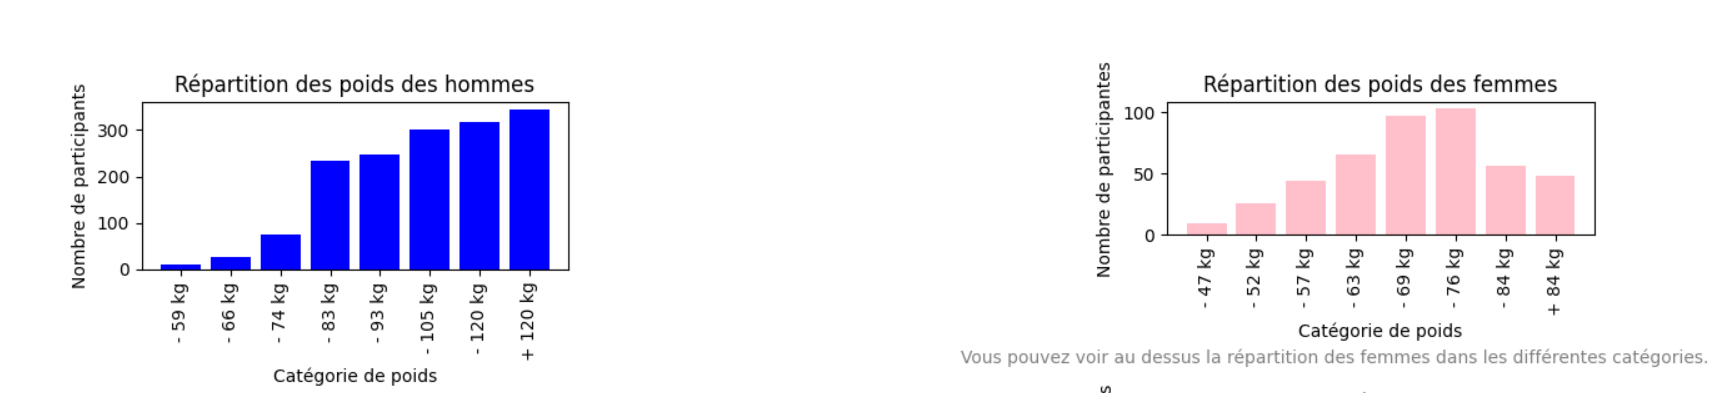 Répartition des poids des hommes
Nombre de participants
300
200
100
0
- 59 kg
- 66 kg
- 74 kg
- 83 kg
- 93 kg
- 105 kg
- 120 kg
+ 120 kg
Catégorie de poids
Répartition des poids des femmes
Nombre de participantes
100
50
0
- 47 kg
- 52 kg
- 57 kg
- 63 kg
- 69 kg
- 76 kg
- 84 kg
+ 84 kg
Catégorie de poids
Vous pouvez voir au dessus la répartition des femmes dans les différentes catégories.